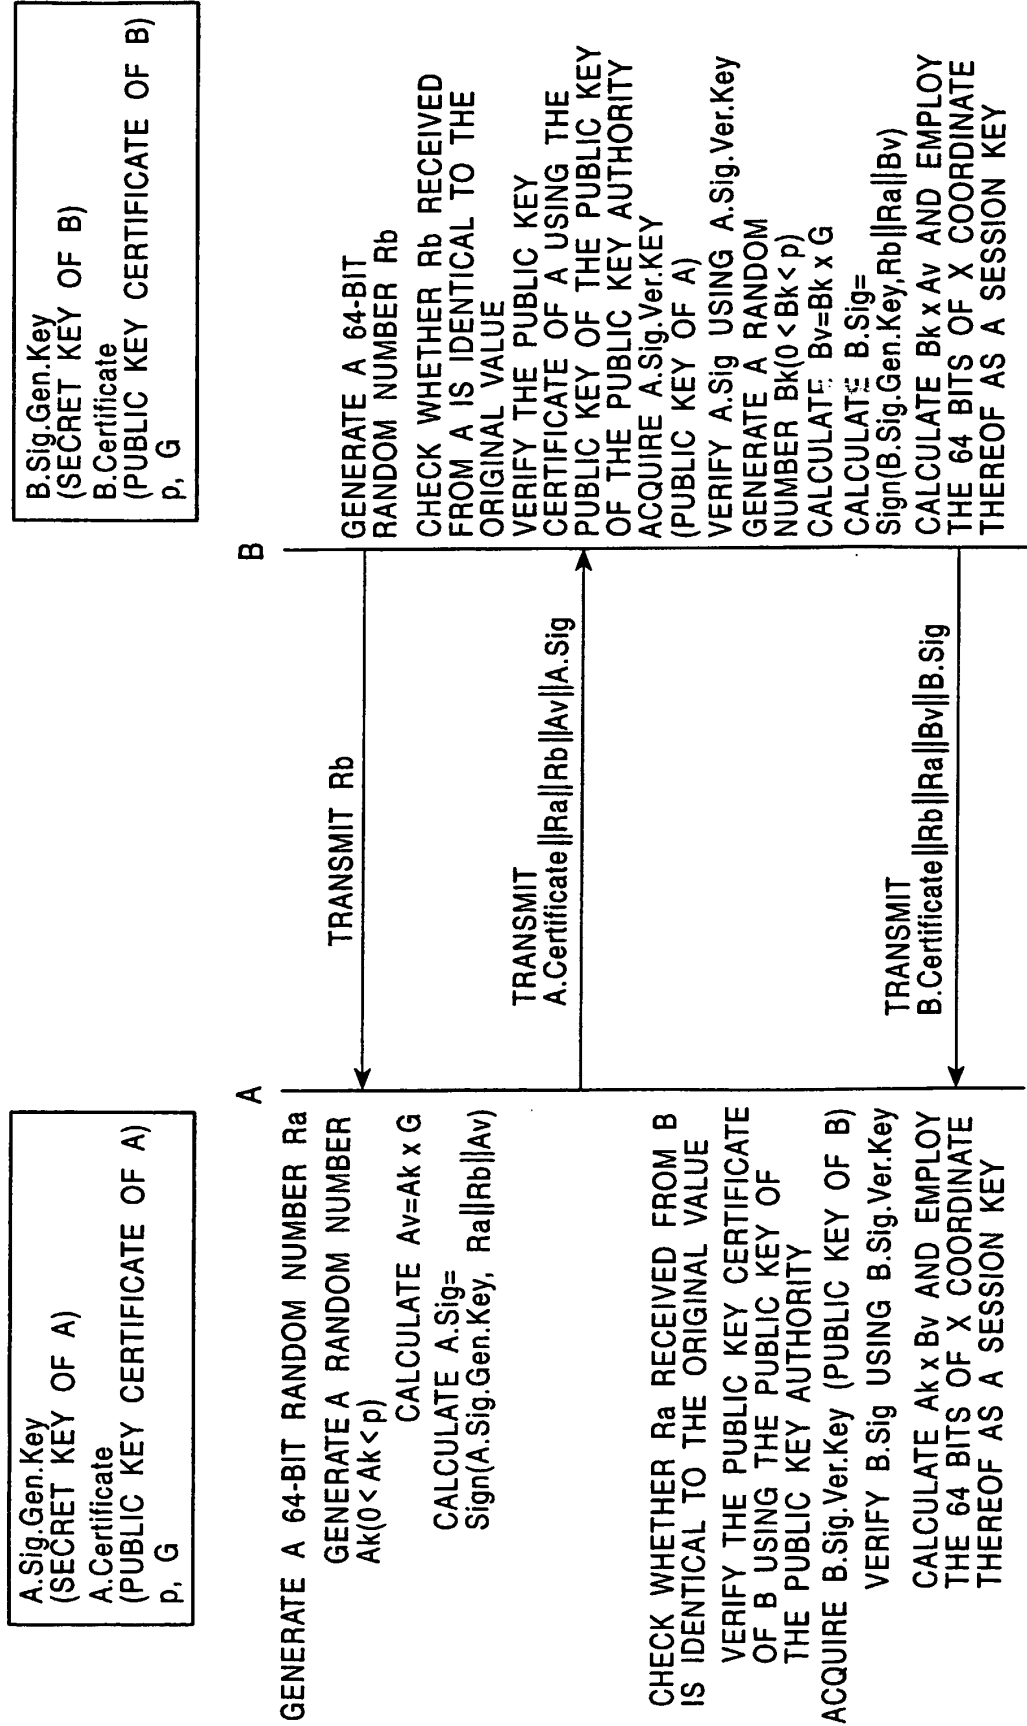 A.Sig.Gen.Key
(SECRET KEY OF A)
A.Certificate
(PUBLIC KEY CERTIFICATE OF A)
p, G
B.Sig.Gen.Key
(SECRET KEY OF B)
B.Certificate
(PUBLIC KEY CERTIFICATE OF B)
p, G
A
B
GENERATE A 64-BIT
RANDOM NUMBER Rb
TRANSMIT Rb
GENERATE A 64-BIT RANDOM NUMBER Ra
GENERATE A RANDOM NUMBER
Ak(0<Ak<p)
CALCULATE Av=Ak x G
CALCULATE A.Sig=
Sign(A.Sig.Gen.Key, Ra||Rb||Av)
TRANSMIT
A.Certificate||Ra||Rb||Av||A.Sig
CHECK WHETHER Rb RECEIVED
FROM A IS IDENTICAL TO THE
ORIGINAL VALUE
VERIFY THE PUBLIC KEY
CERTIFICATE OF A USING THE
PUBLIC KEY OF THE PUBLIC KEY
OF THE PUBLIC KEY AUTHORITY
ACQUIRE A.Sig.Ver.KEY
(PUBLIC KEY OF A)
VERIFY A.Sig USING A.Sig.Ver.Key
GENERATE A RANDOM
NUMBER Bk(0<Bk<p)
CALCULATE Bv=Bk x G
CALCULATE B.Sig=
Sign(B.Sig.Gen.Key,Rb||Ra||Bv)
CALCULATE Bk x Av AND EMPLOY
THE 64 BITS OF X COORDINATE
THEREOF AS A SESSION KEY
TRANSMIT
B.Certificate||Rb||Ra||Bv||B.Sig
CHECK WHETHER Ra RECEIVED FROM B
IS IDENTICAL TO THE ORIGINAL VALUE
VERIFY THE PUBLIC KEY CERTIFICATE
OF B USING THE PUBLIC KEY OF
THE PUBLIC KEY AUTHORITY
ACQUIRE B.Sig.Ver.Key (PUBLIC KEY OF B)
VERIFY B.Sig USING B.Sig.Ver.Key
CALCULATE Ak x Bv AND EMPLOY
THE 64 BITS OF X COORDINATE
THEREOF AS A SESSION KEY